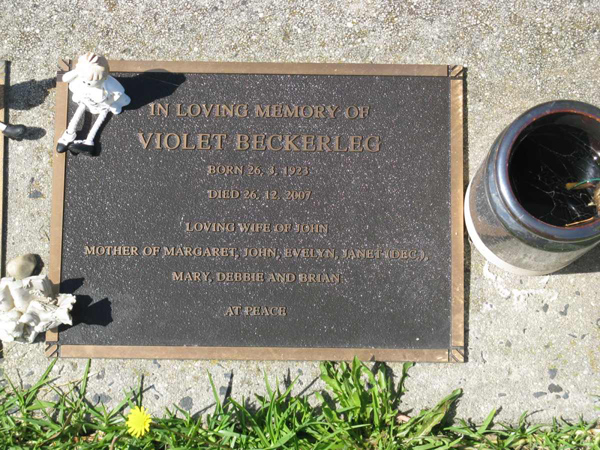 IN LOVING MEMORY OF
VIOLET BECKERLEG
BORN 26. 3. 1923
DIED 26. 12. 2007
LOVING WIFE OF JOHN
MOTHER OF MARGARET, JOHN, EVELYN, JANET (DEC.),
MARY, DEBBIE AND BRIAN
AT PEACE